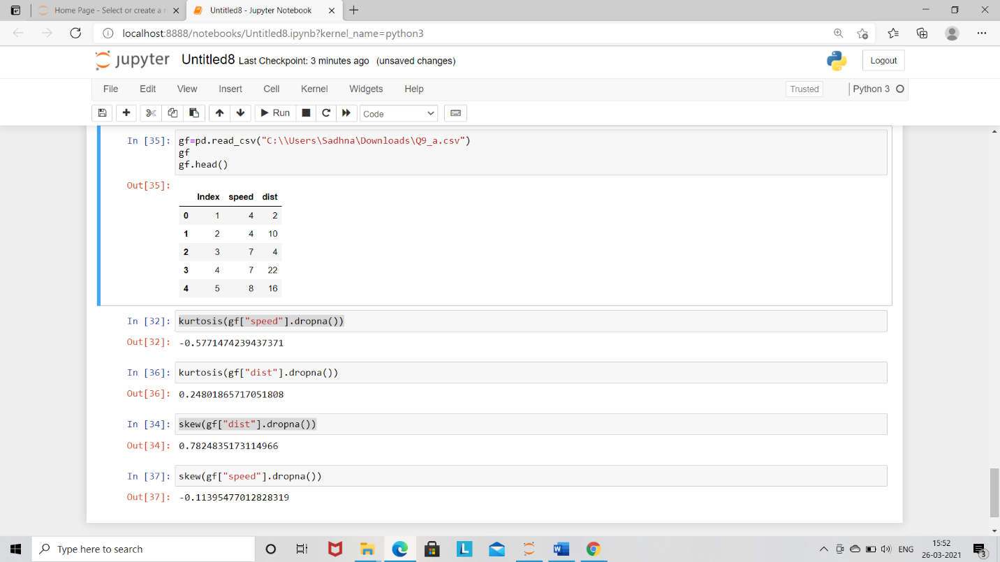 Home Page - Select or create a n
Untitled8 - Jupyter Notebook
localhost:8888/notebooks/Untitled8.ipynb?kernel_name=python3
jupyter Untitled8 Last Checkpoint: 3 minutes ago (unsaved changes)
Logout
File Edit View Insert Cell Kernel Widgets Help
Trusted
Python 3
Run
Code
In [35]: gf=pd.read_csv("C:\\Users\Sadhna\Downloads\Q9_a.csv")
gf
gf.head()
Out[35]:
Index speed dist
0 1 4 2
1 2 4 10
2 3 7 4
3 4 7 22
4 5 8 16
In [32]: kurtosis(gf["speed"].dropna())
Out[32]: -0.5771474239437371
In [36]: kurtosis(gf["dist"].dropna())
Out[36]: 0.24801865717051808
In [34]: skew(gf["dist"].dropna())
Out[34]: 0.7824835173114966
In [37]: skew(gf["speed"].dropna())
Out[37]: -0.11395477012828319
Type here to search
L
W
ENG
15:52
26-03-2021
3